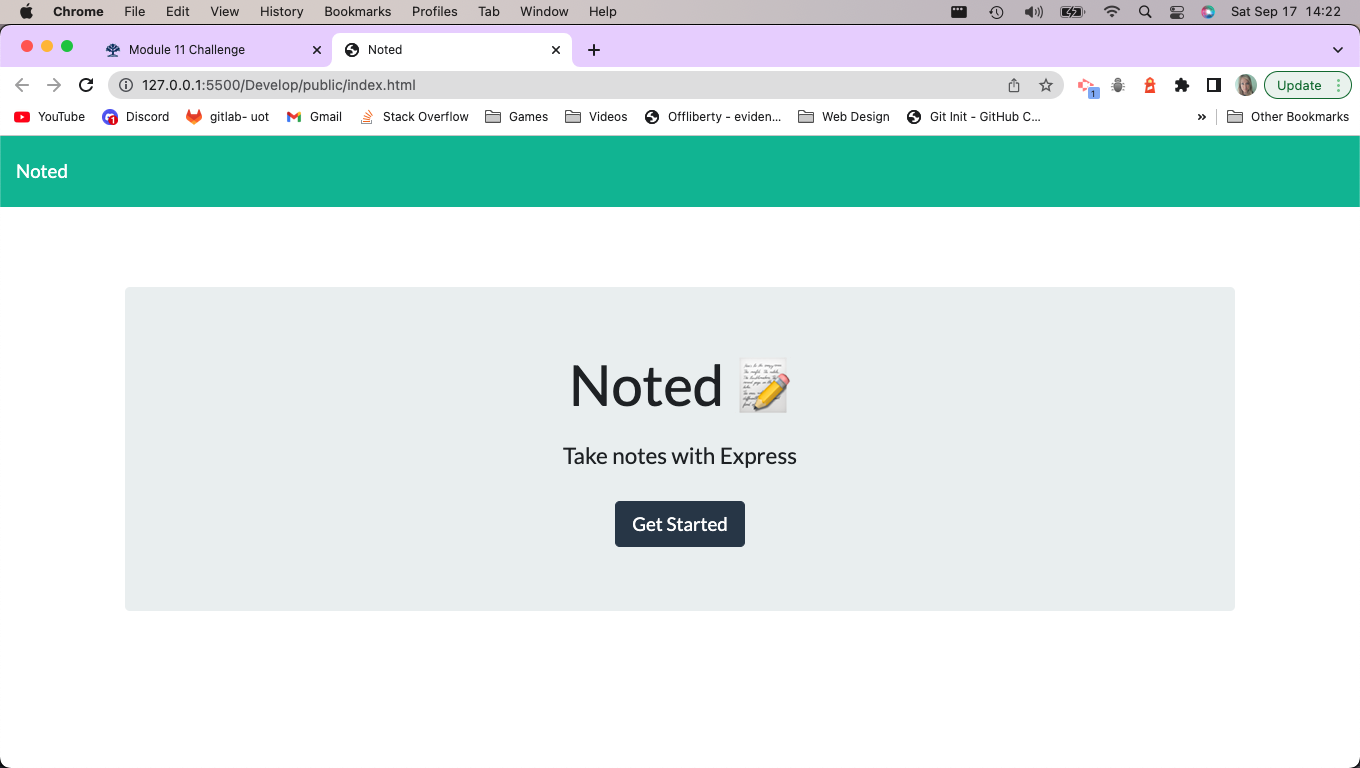 Chrome File Edit View History Bookmarks Profiles Tab Window Help Sat Sep 17 14:22
Module 11 Challenge Noted
127.0.0.1:5500/Develop/public/index.html 1 Update
YouTube 1 Discord gitlab- uot Gmail Stack Overflow Games Videos Offliberty - eviden... Web Design Git Init - GitHub C... » Other Bookmarks
Noted
Noted
Take notes with Express
Get Started